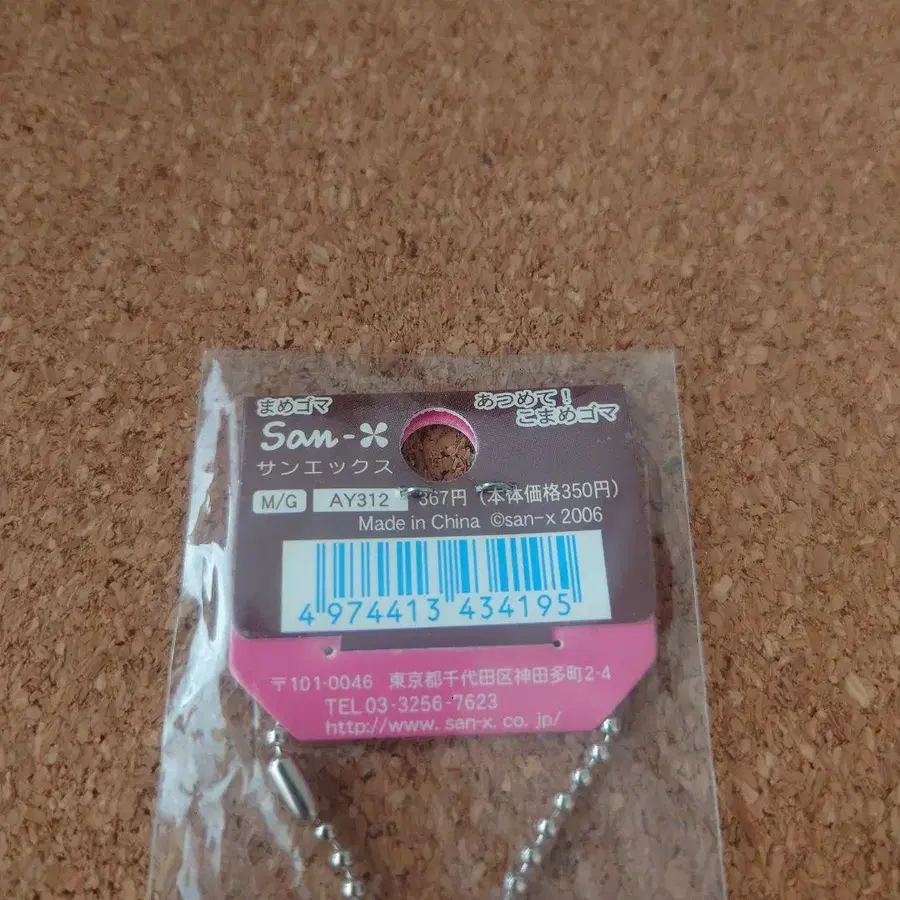 まめゴマ
あつめて！
こまめゴマ
San-X
サンエックス
M/G AY312 367円（本体価格350円）
Made in China ©san-x 2006
4 974413 434195
〒101-0046 東京都千代田区神田多町2-4
TEL 03-3256-7623
http://www.san-x.co.jp/